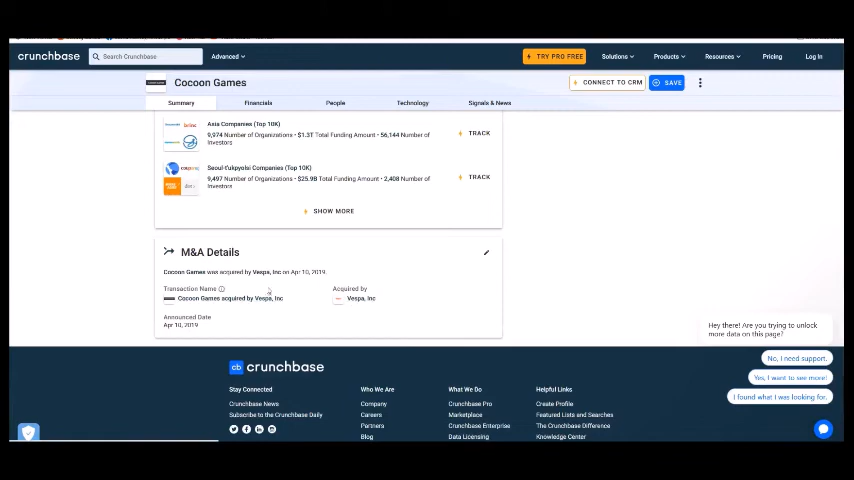 crunchbase Search Crunchbase Advanced TRY PRO FREE Solutions Products Resources Pricing Log In
Cocoon Games CONNECT TO CRM SAVE
Summary Financials People Technology Signals & News
Asia Companies (Top 10K)
9,974 Number of Organizations • $1.3T Total Funding Amount • 56,144 Number of
Investors
TRACK
Seoul-t'ukpyolsi Companies (Top 10K)
9,497 Number of Organizations • $25.9B Total Funding Amount • 2,408 Number of
Investors
TRACK
SHOW MORE
M&A Details
Cocoon Games was acquired by Vespa, Inc on Apr 10, 2019.
Transaction Name Acquired by
Cocoon Games acquired by Vespa, Inc Vespa, Inc
Announced Date
Apr 10, 2019
Hey there! Are you trying to unlock
more data on this page?
No, I need support.
Yes, I want to see more!
I found what I was looking for.
cb crunchbase
Stay Connected Who We Are What We Do Helpful Links
Crunchbase News Company Crunchbase Pro Create Profile
Subscribe to the Crunchbase Daily Careers Marketplace Featured Lists and Searches
Partners Crunchbase Enterprise The Crunchbase Difference
Blog Data Licensing Knowledge Center